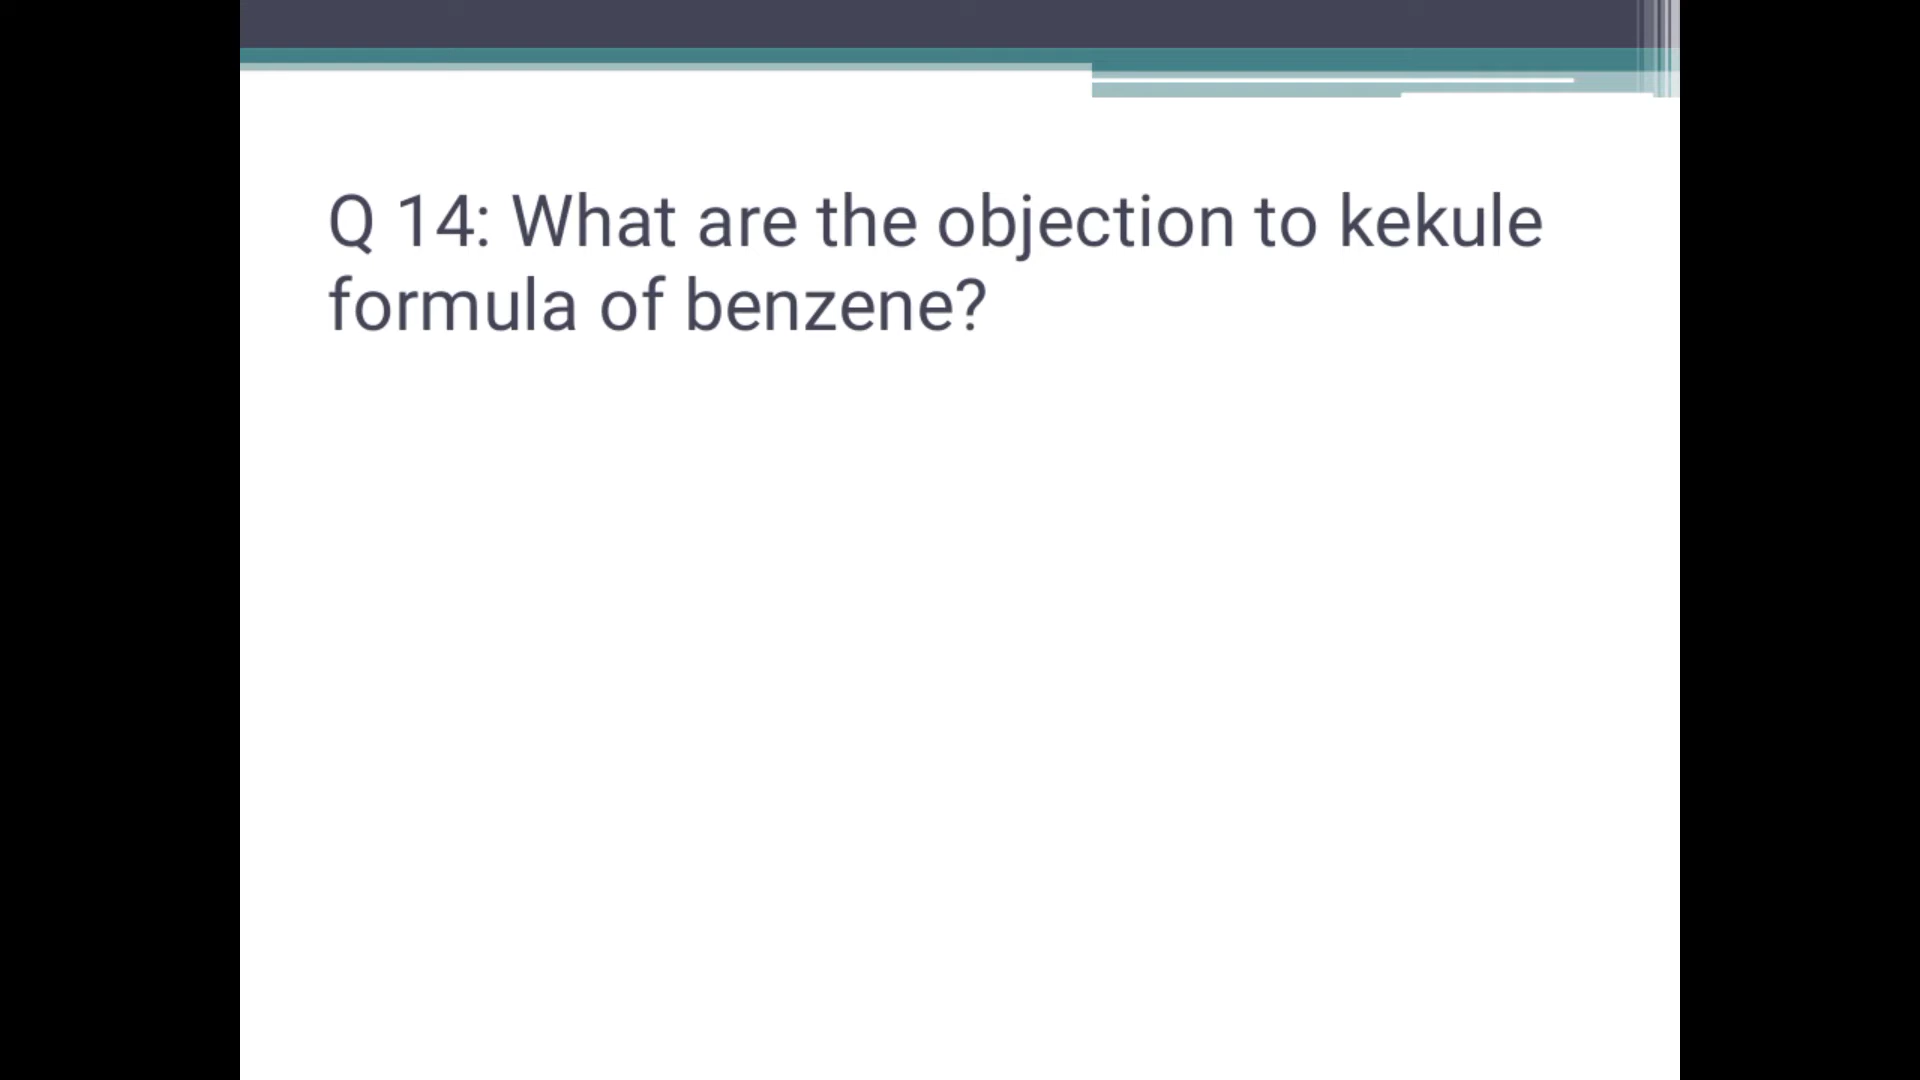 Q 14: What are the objection to kekule
formula of benzene?